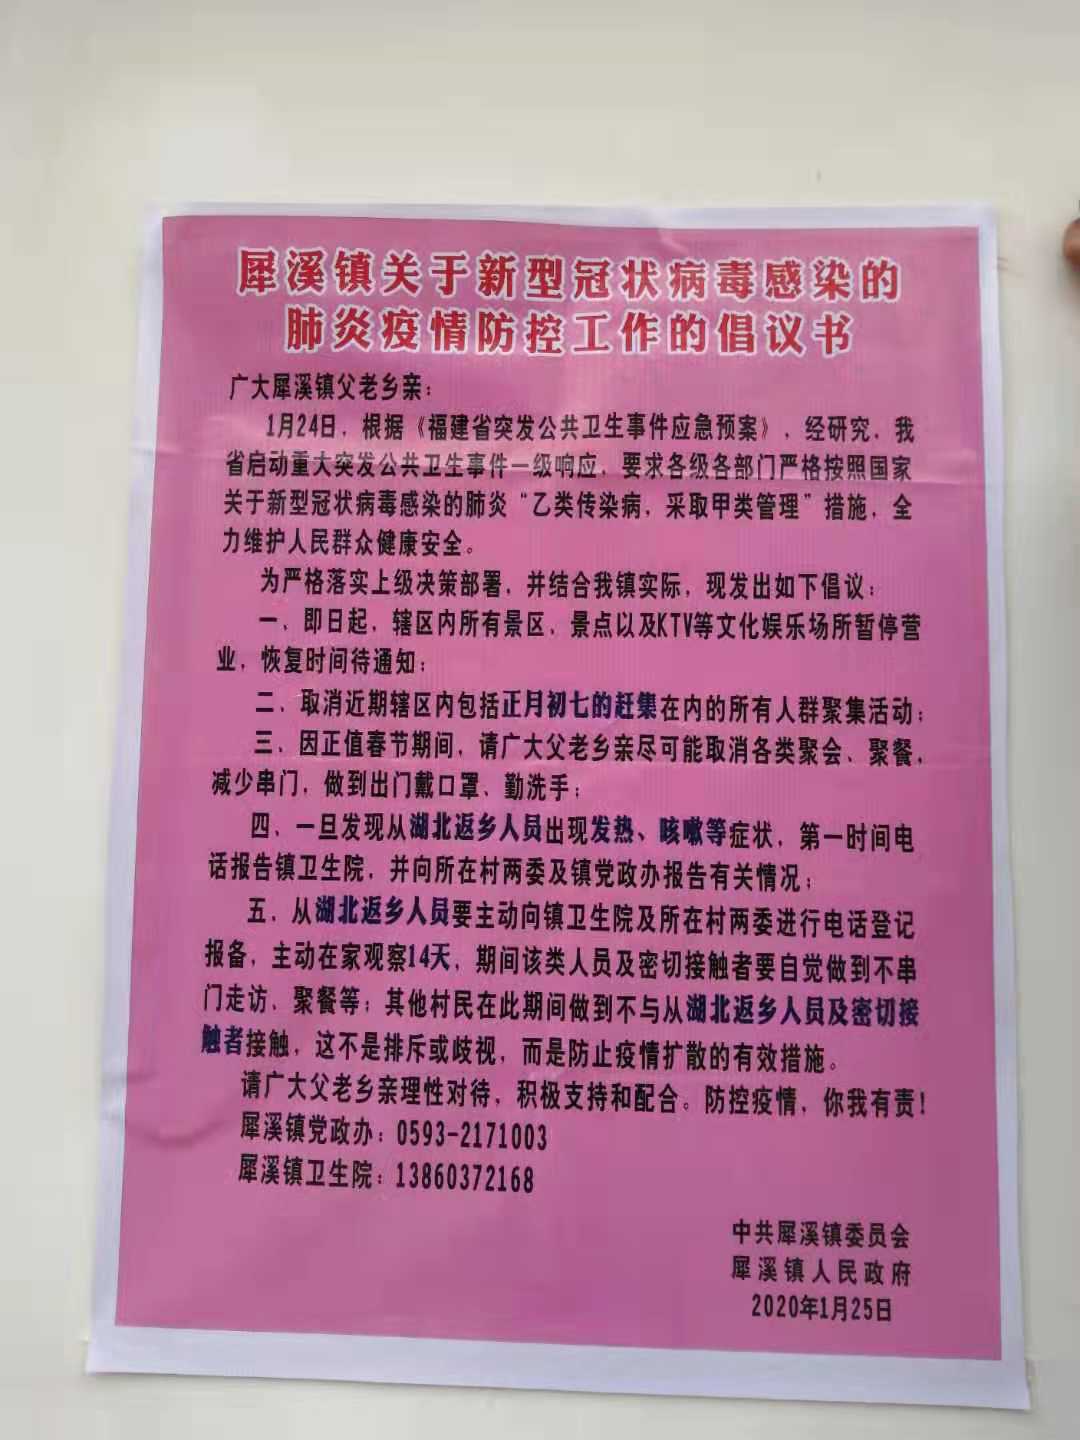 犀溪镇关于新型冠状病毒感染的
肺炎疫情防控工作的倡议书
广大犀溪镇父老乡亲：
1月24日，根据《福建省突发公共卫生事件应急预案》，经研究，我
省启动重大突发公共卫生事件一级响应，要求各级各部门严格按照国家
关于新型冠状病毒感染的肺炎“乙类传染病，采取甲类管理”措施，全
力维护人民群众健康安全。
为严格落实上级决策部署，并结合我镇实际，现发出如下倡议：
一、即日起，辖区内所有景区、景点以及KTV等文化娱乐场所暂停营
业，恢复时间待通知；
二、取消近期辖区内包括正月初七的赶集在内的所有人群聚集活动；
三、因正值春节期间，请广大父老乡亲尽可能取消各类聚会、聚餐，
减少串门，做到出门戴口罩、勤洗手；
四、一旦发现从湖北返乡人员出现发热、咳嗽等症状，第一时间电
话报告镇卫生院，并向所在村两委及镇党政办报告有关情况；
五、从湖北返乡人员要主动向镇卫生院及所在村两委进行电话登记
报备，主动在家观察14天，期间该类人员及密切接触者要自觉做到不串
门走访、聚餐等；其他村民在此期间做到不与从湖北返乡人员及密切接
触者接触，这不是排斥或歧视，而是防止疫情扩散的有效措施。
请广大父老乡亲理性对待，积极支持和配合。防控疫情，你我有责！
犀溪镇党政办：0593-2171003
犀溪镇卫生院：13860372168
中共犀溪镇委员会
犀溪镇人民政府
2020年1月25日